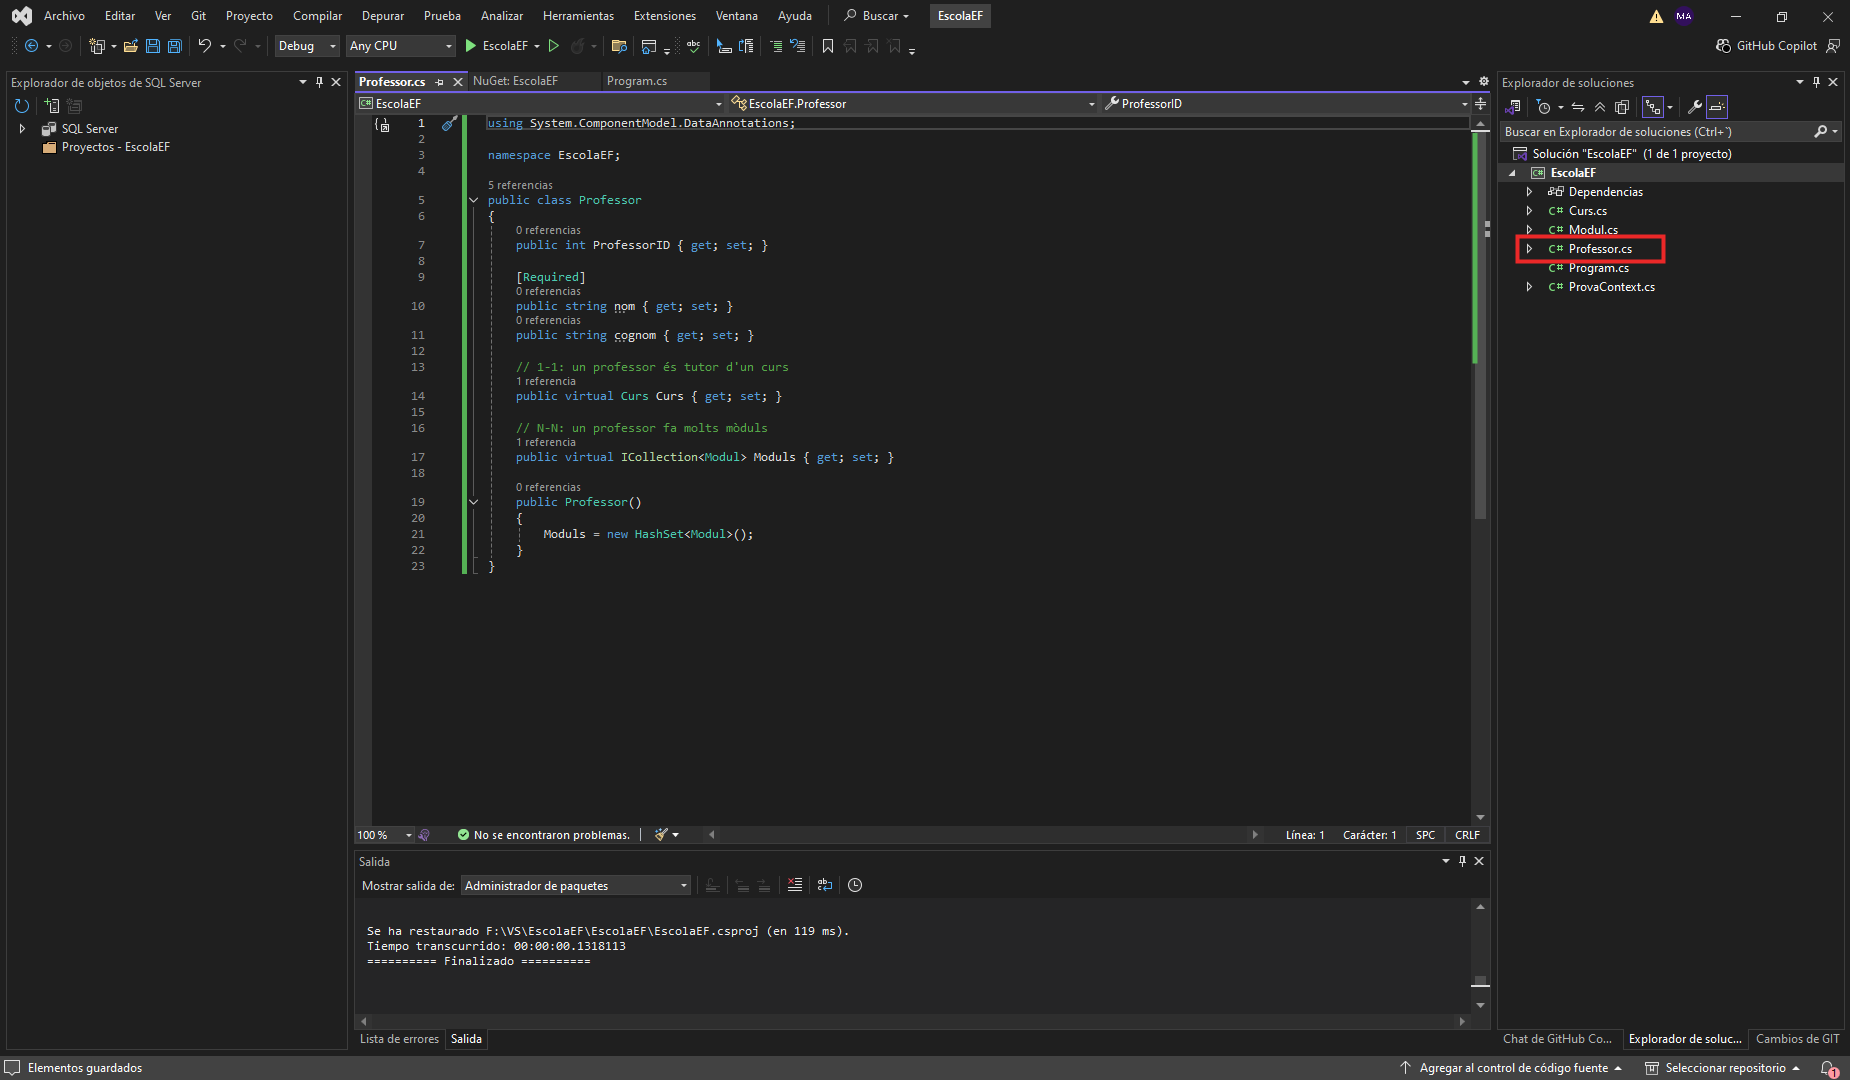 Archivo Editar Ver Git Proyecto Compilar Depurar Prueba Analizar Herramientas Extensiones Ventana Ayuda Buscar EscolaEF MA
Debug Any CPU EscolaEF GitHub Copilot
Explorador de objetos de SQL Server
SQL Server
Proyectos - EscolaEF
Professor.cs NuGet: EscolaEF Program.cs
EscolaEF EscolaEF.Professor ProfessorID
1 using System.ComponentModel.DataAnnotations;
2
3 namespace EscolaEF;
4
5 referencias
5 public class Professor
6 {
0 referencias
7 public int ProfessorID { get; set; }
8
9 [Required]
0 referencias
10 public string nom { get; set; }
0 referencias
11 public string cognom { get; set; }
12
13 // 1-1: un professor és tutor d'un curs
1 referencia
14 public virtual Curs Curs { get; set; }
15
16 // N-N: un professor fa molts mòduls
1 referencia
17 public virtual ICollection<Modul> Moduls { get; set; }
18
0 referencias
19 public Professor()
20 {
21 Moduls = new HashSet<Modul>();
22 }
23 }
100 % No se encontraron problemas. Línea: 1 Carácter: 1 SPC CRLF
Salida
Mostrar salida de: Administrador de paquetes
Se ha restaurado F:\VS\EscolaEF\EscolaEF\EscolaEF.csproj (en 119 ms).
Tiempo transcurrido: 00:00:00.1318113
========== Finalizado ==========
Lista de errores Salida
Explorador de soluciones
Buscar en Explorador de soluciones (Ctrl+`)
Solución "EscolaEF" (1 de 1 proyecto)
EscolaEF
Dependencias
C# Curs.cs
C# Modul.cs
C# Professor.cs
C# Program.cs
C# ProvaContext.cs
Chat de GitHub Co... Explorador de soluc... Cambios de GIT
Elementos guardados Agregar al control de código fuente Seleccionar repositorio 1